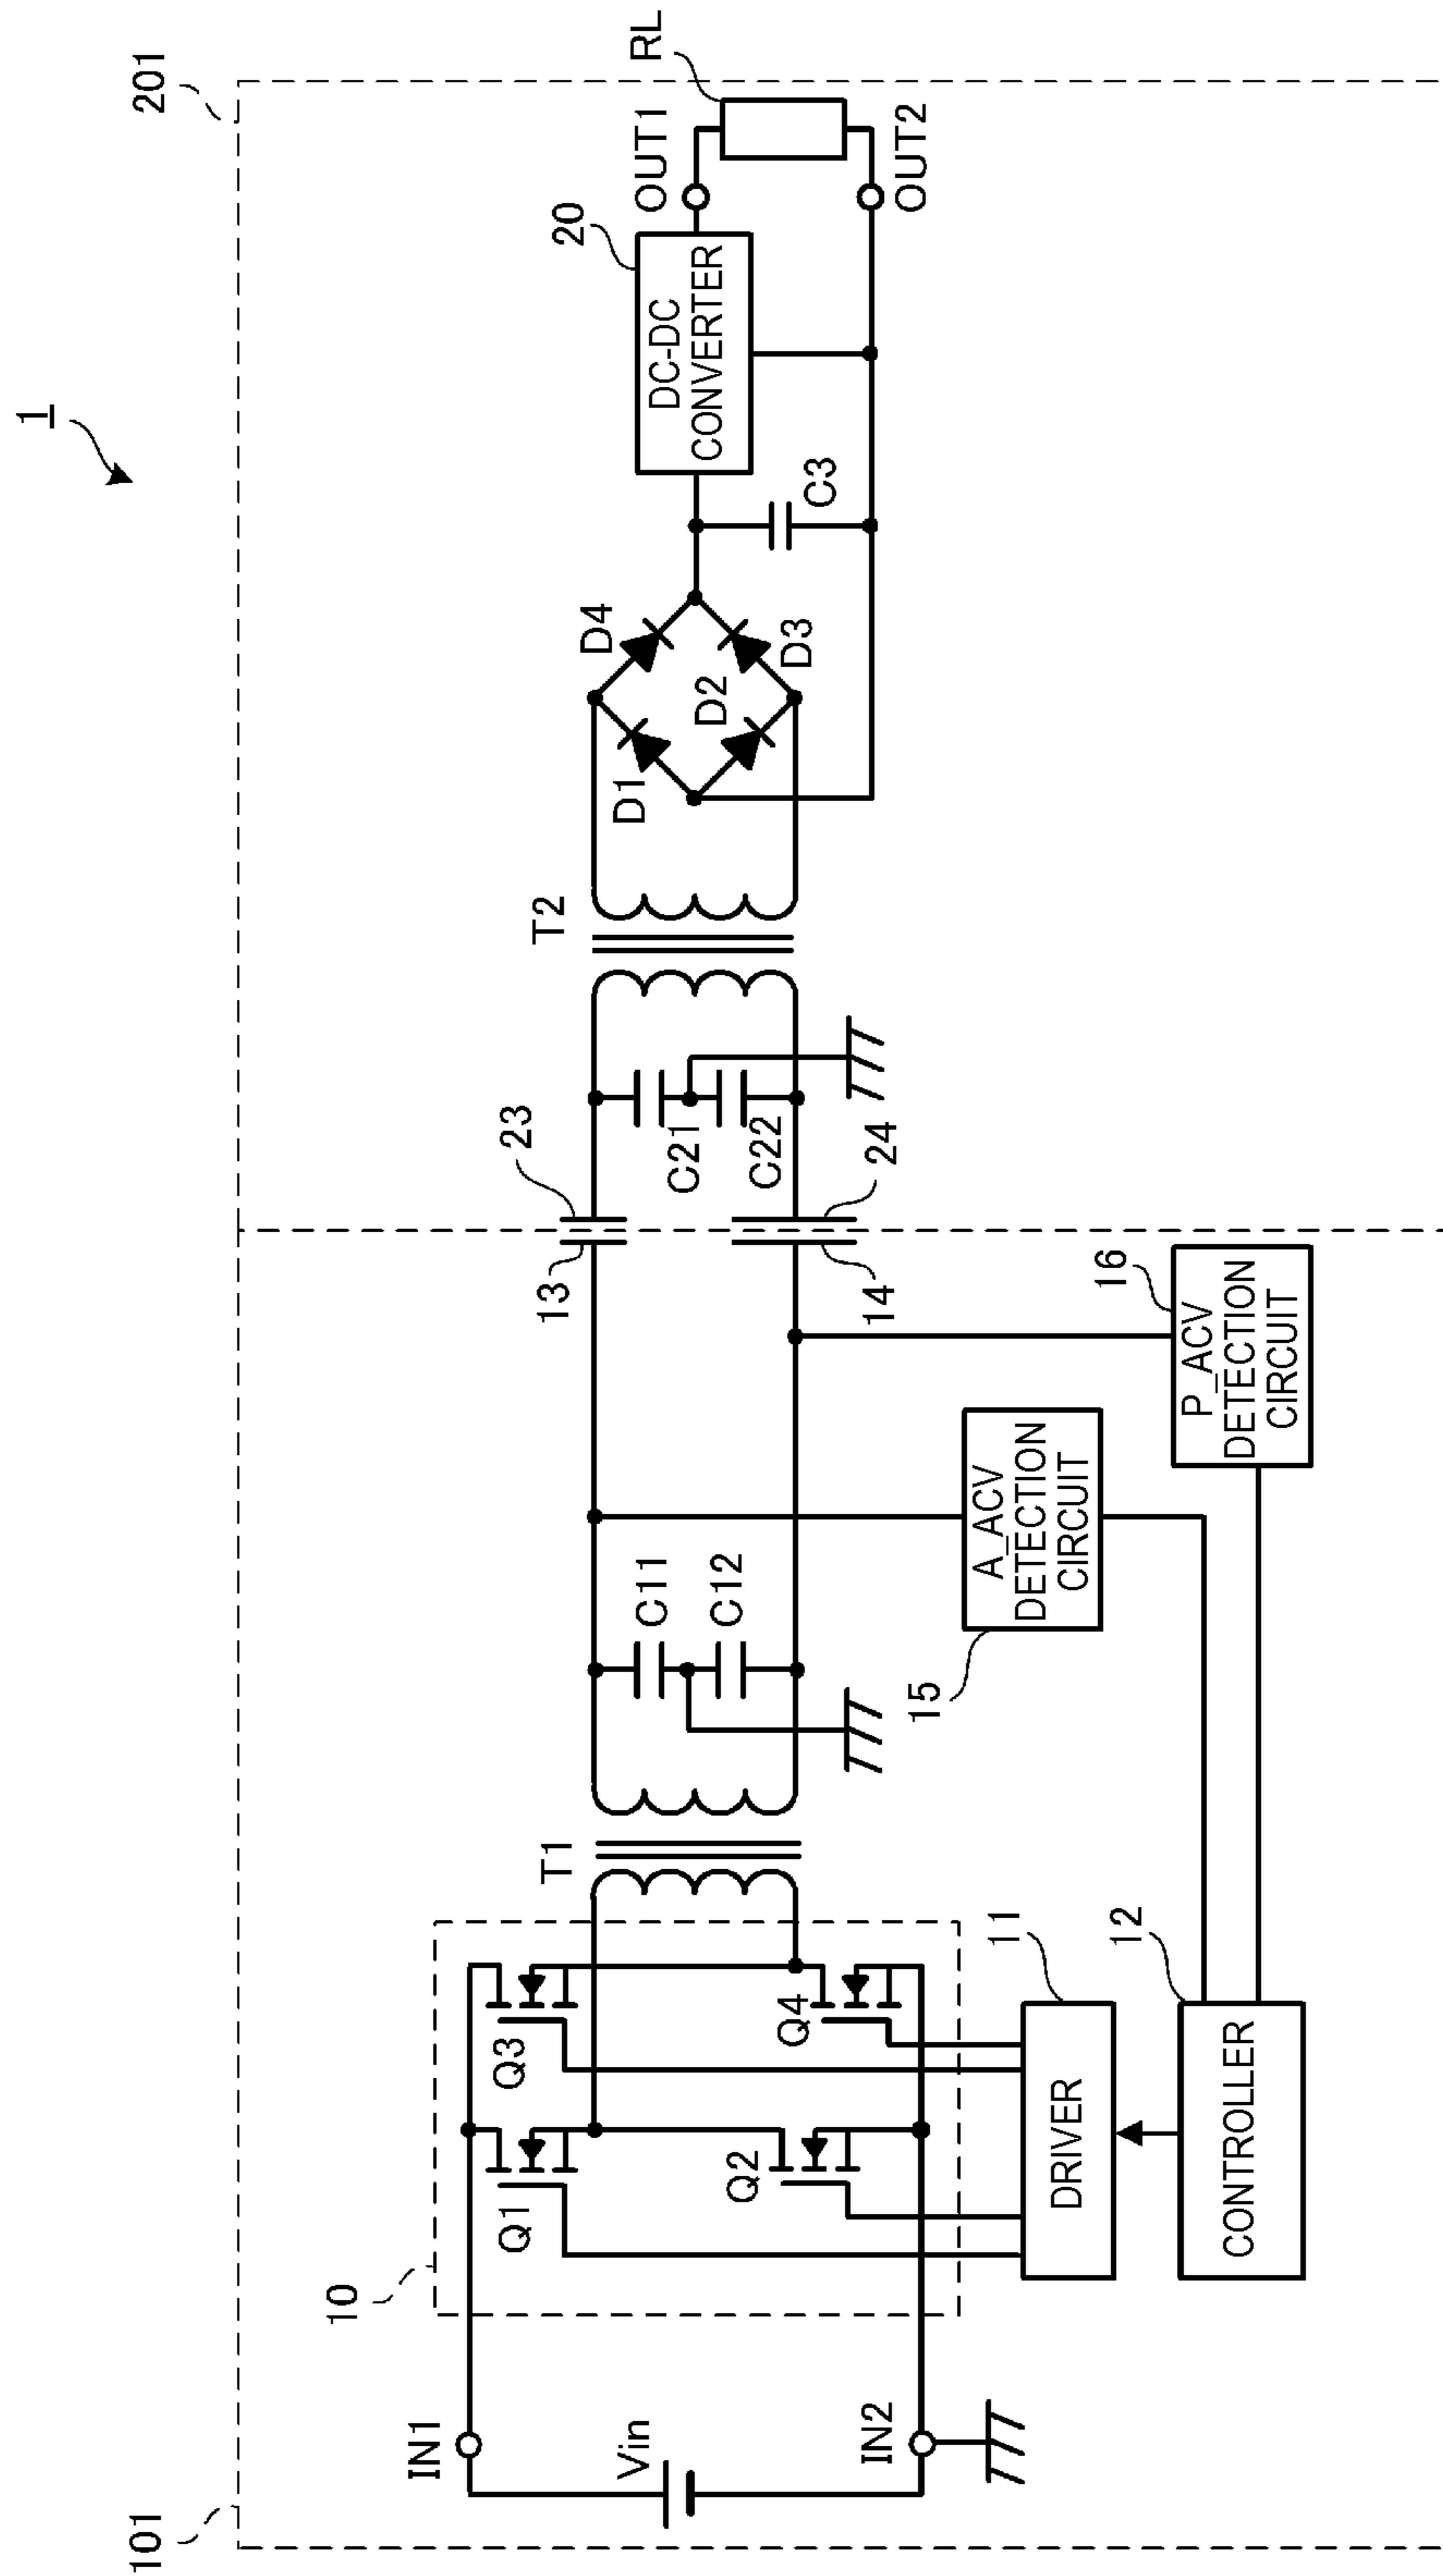 1
101
201
10
IN1
Vin
IN2
Q1
Q2
Q3
Q4
DRIVER
11
CONTROLLER
12
T1
C11
C12
15
A_ACV
DETECTION
CIRCUIT
16
P_ACV
DETECTION
CIRCUIT
13
14
23
24
C21
C22
T2
D1
D2
D4
D3
C3
20
DC-DC
CONVERTER
OUT1
OUT2
RL